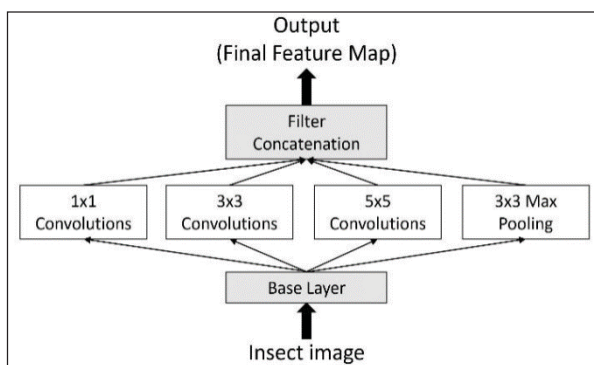 Output
(Final Feature Map)
Filter
Concatenation
1x1
Convolutions
3x3
Convolutions
5x5
Convolutions
3x3 Max
Pooling
Base Layer
Insect image